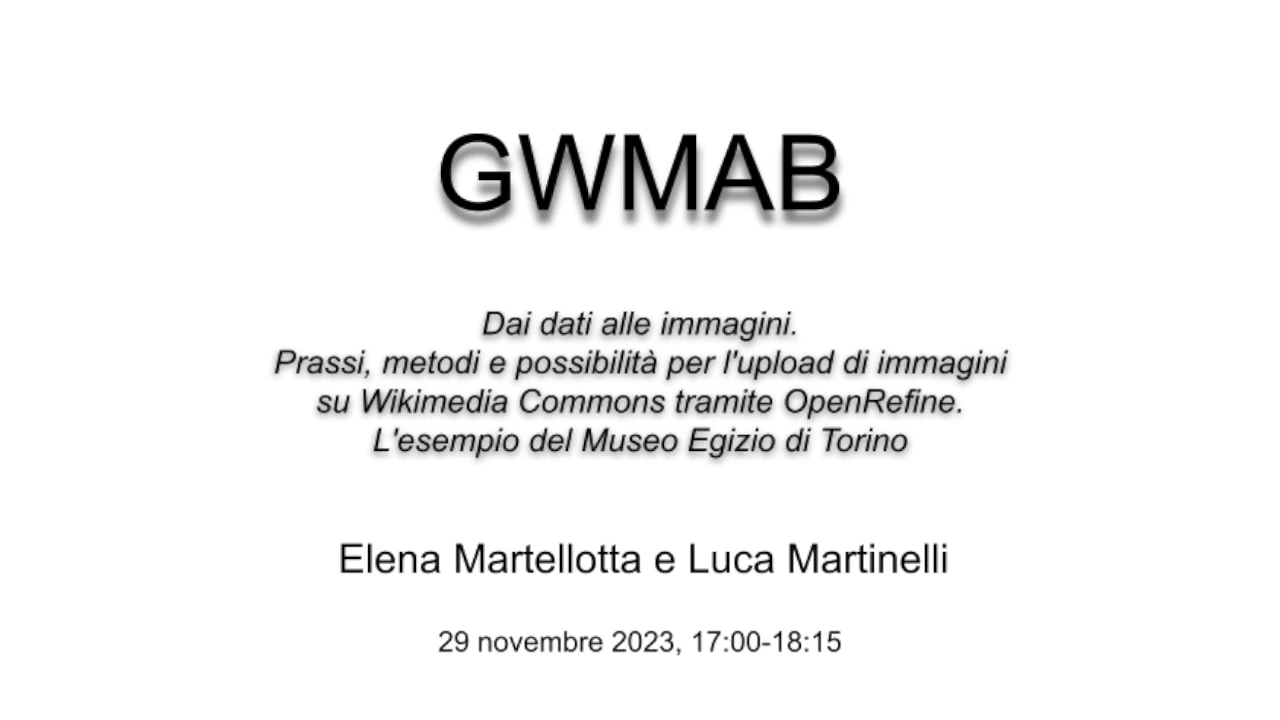 GWMAB
Dai dati alle immagini.
Prassi, metodi e possibilità per l'upload di immagini
su Wikimedia Commons tramite OpenRefine.
L'esempio del Museo Egizio di Torino
Elena Martellotta e Luca Martinelli
29 novembre 2023, 17:00-18:15